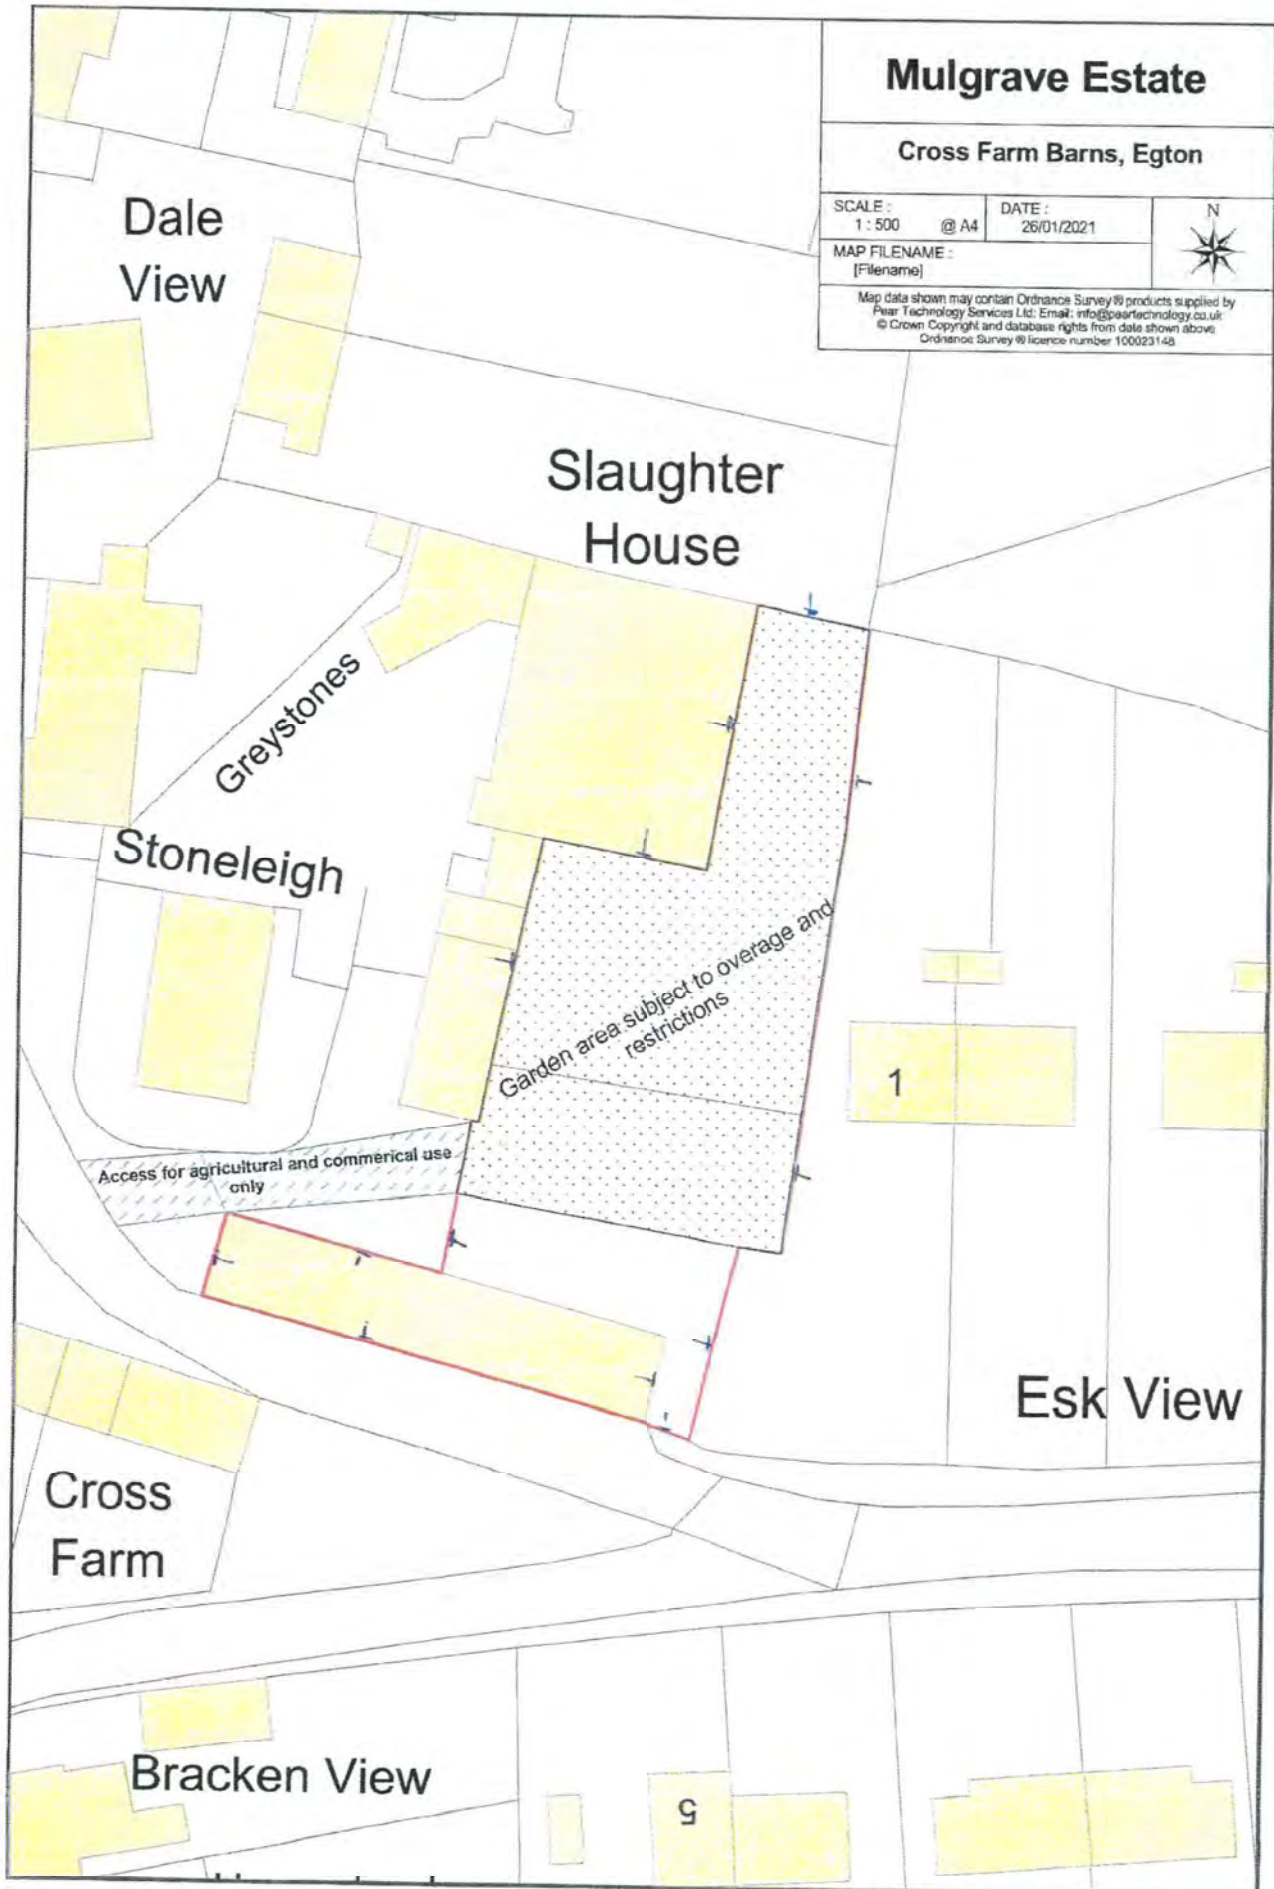 Mulgrave Estate
Cross Farm Barns, Egton
SCALE :
1 : 500 @ A4
DATE :
26/01/2021
N
MAP FILENAME :
[Filename]
Map data shown may contain Ordnance Survey ® products supplied by
Pear Technology Services Ltd; Email: info@peartechnology.co.uk
© Crown Copyright and database rights from date shown above
Ordnance Survey ® licence number 100023148
Dale
View
Slaughter
House
Greystones
Stoneleigh
Garden area subject to overage and
restrictions
1
Access for agricultural and commerical use
only
Esk View
Cross
Farm
Bracken View
5